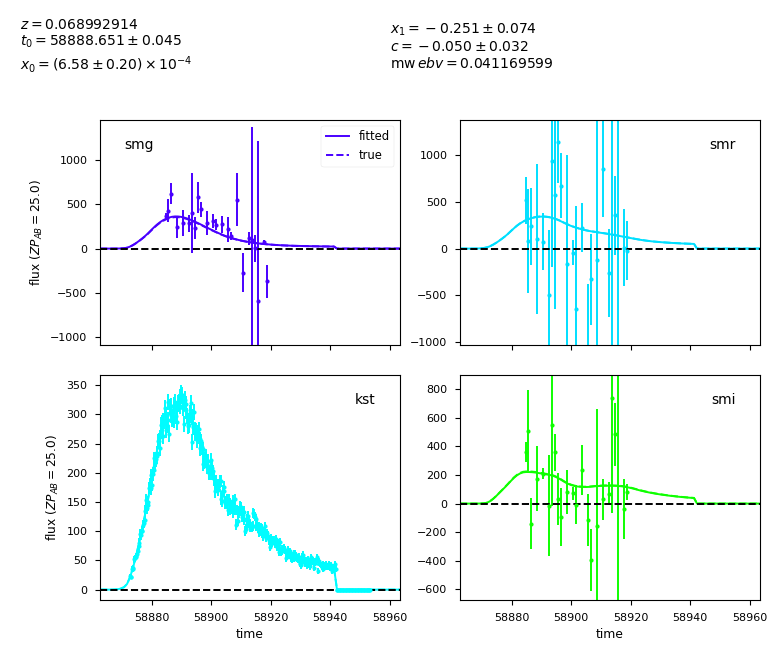 z = 0.068992914
t₀ = 58888.651 ± 0.045
x₀ = (6.58 ± 0.20) × 10⁻⁴
x₁ = −0.251 ± 0.074
c = −0.050 ± 0.032
mw ebv = 0.041169599
smg
fitted
true
1000
500
0
−500
−1000
flux (ZP_AB = 25.0)
smr
1000
500
0
−500
−1000
kst
350
300
250
200
150
100
50
0
flux (ZP_AB = 25.0)
58880 58900 58920 58940 58960
time
smi
800
600
400
200
0
−200
−400
−600
58880 58900 58920 58940 58960
time